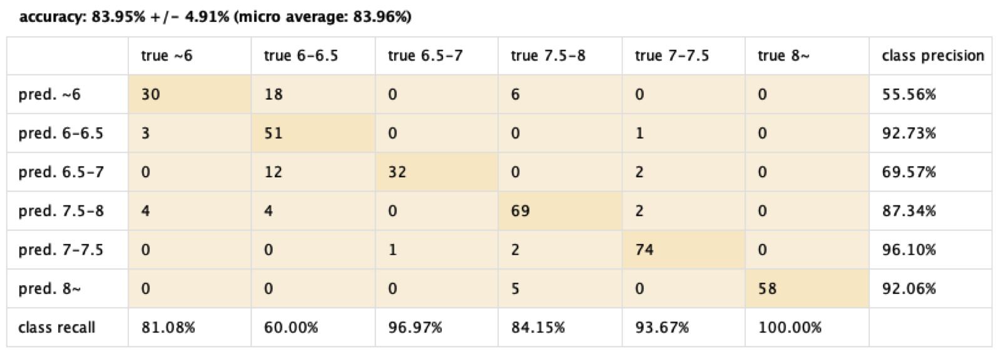 accuracy: 83.95% +/- 4.91% (micro average: 83.96%)
true ~6 true 6-6.5 true 6.5-7 true 7.5-8 true 7-7.5 true 8~ class precision
pred. ~6 30 18 0 6 0 0 55.56%
pred. 6-6.5 3 51 0 0 1 0 92.73%
pred. 6.5-7 0 12 32 0 2 0 69.57%
pred. 7.5-8 4 4 0 69 2 0 87.34%
pred. 7-7.5 0 0 1 2 74 0 96.10%
pred. 8~ 0 0 0 5 0 58 92.06%
class recall 81.08% 60.00% 96.97% 84.15% 93.67% 100.00%